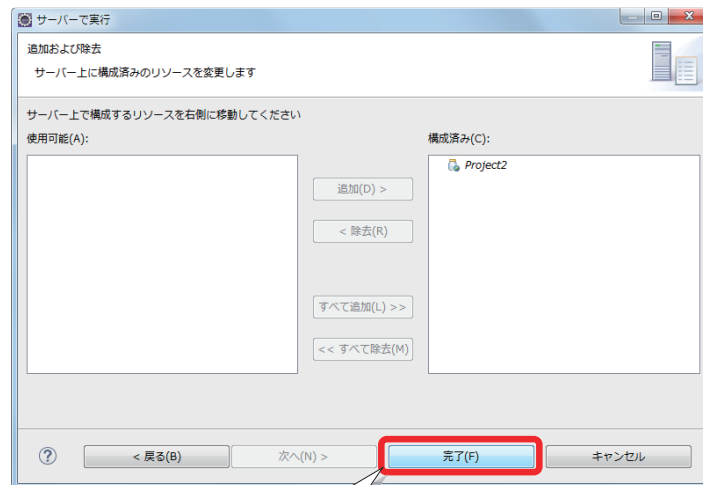 サーバーで実行
追加および除去
サーバー上に構成済みのリソースを変更します
サーバー上で構成するリソースを右側に移動してください
使用可能(A):
構成済み(C):
Project2
追加(D) >
< 除去(R)
すべて追加(L) >>
<< すべて除去(M)
?
< 戻る(B)
次へ(N) >
完了(F)
キャンセル